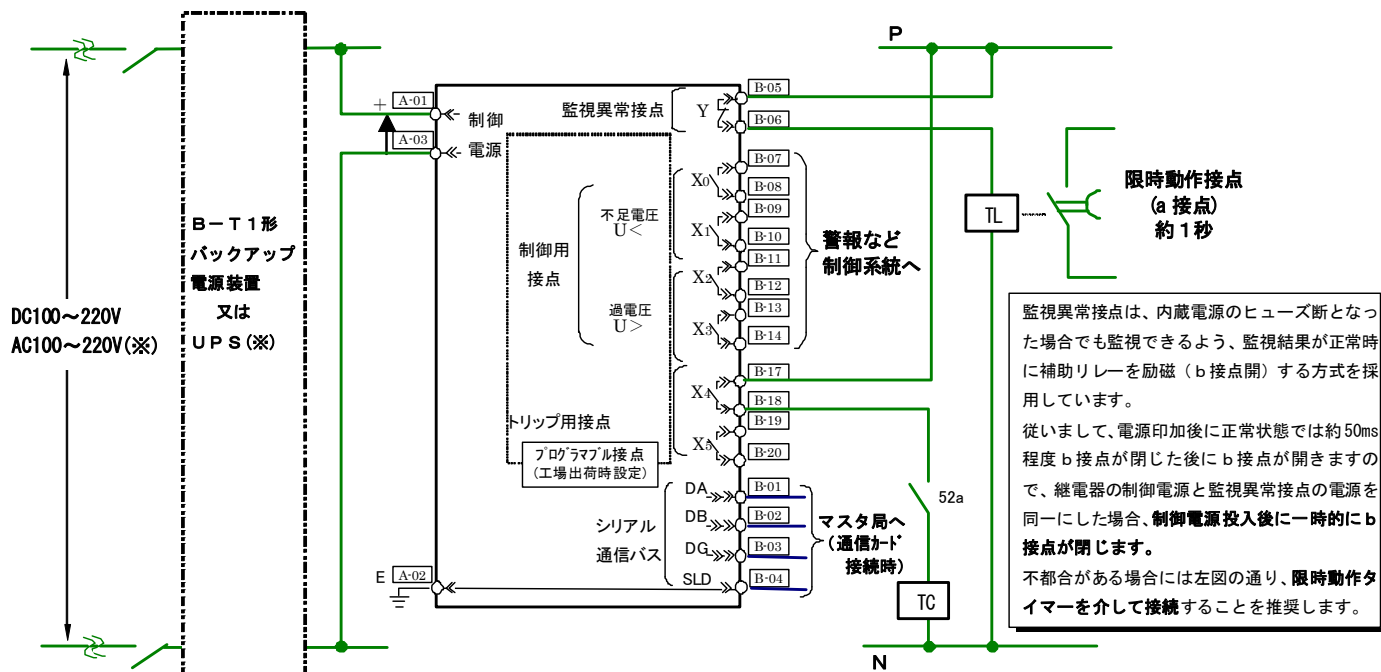 DC100～220V
AC100～220V(※)
B－T1形
バックアップ
電源装置
又は
UPS(※)
+
A-01
制御
A-03
電源
E
A-02
監視異常接点
Y
制御用
接点
不足電圧
U<
過電圧
U>
X0
X1
X2
X3
X4
X5
トリップ用接点
プログラマブル接点
(工場出荷時設定)
シリアル
通信バス
DA
DB
DG
SLD
B-05
B-06
B-07
B-08
B-09
B-10
B-11
B-12
B-13
B-14
B-17
B-18
B-19
B-20
B-01
B-02
B-03
B-04
警報など
制御系統へ
マスタ局へ
(通信カード
接続時)
P
TL
52a
TC
N
限時動作接点
(a 接点)
約1秒
監視異常接点は、内蔵電源のヒューズ断となっ
た場合でも監視できるよう、監視結果が正常時
に補助リレーを励磁（b接点開）する方式を採
用しています。
従いまして、電源印加後に正常状態では約50ms
程度b接点が閉じた後にb接点が開きますの
で、継電器の制御電源と監視異常接点の電源を
同一にした場合、制御電源投入後に一時的にb
接点が閉じます。
不都合がある場合には左図の通り、限時動作タ
イマーを介して接続することを推奨します。